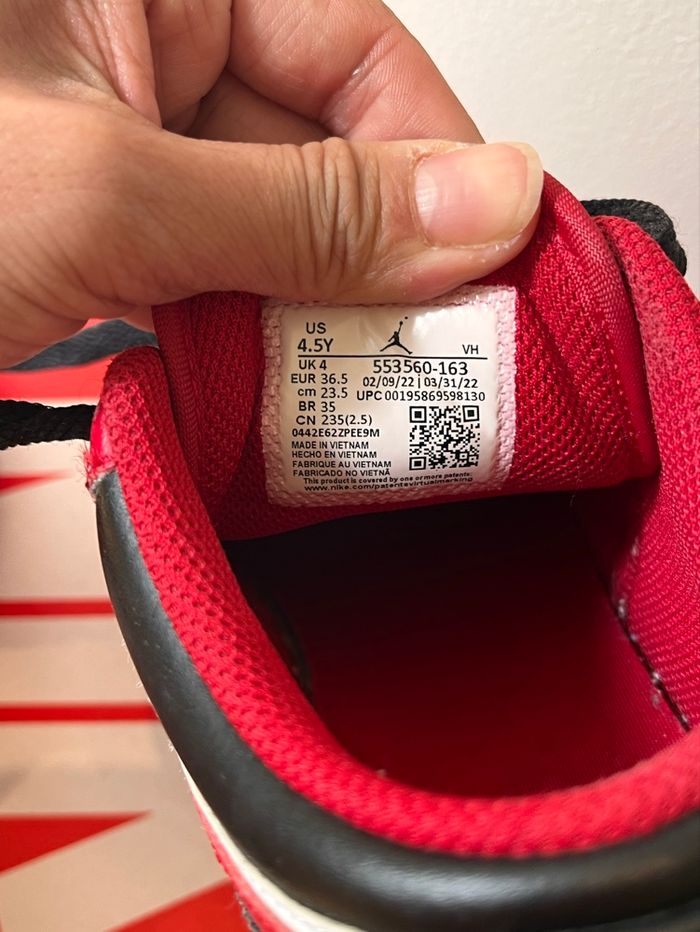 US
4.5Y
VH
UK 4
553560-163
EUR 36.5
02/09/22 | 03/31/22
cm 23.5
UPC 00195869598130
BR 35
CN 235(2.5)
0442E62ZPEE9M
MADE IN VIETNAM
HECHO EN VIETNAM
FABRIQUE AU VIETNAM
FABRICADO NO VIETNÃ
This product is covered by one or more patents.
www.nike.com/patentsvirtualmarking